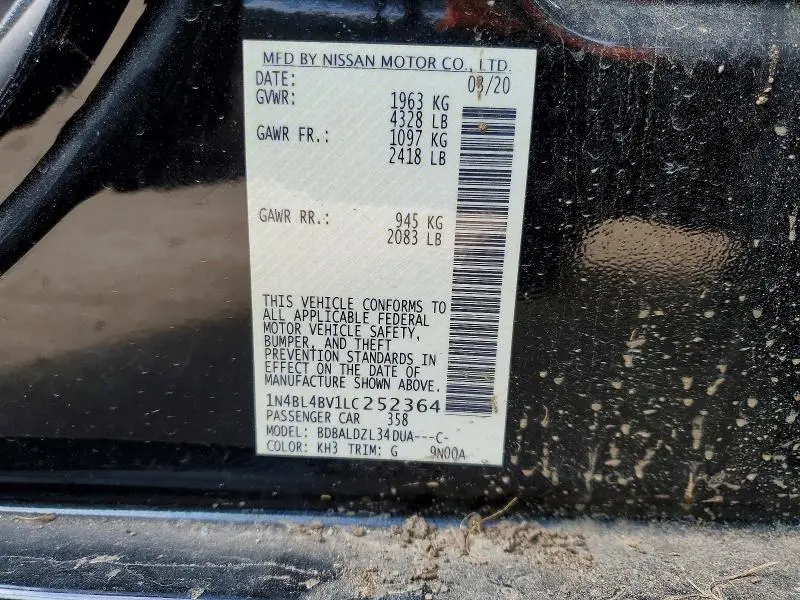 MFD BY NISSAN MOTOR CO., LTD.
DATE: 08/20
GVWR: 1963 KG
4328 LB
GAWR FR.: 1097 KG
2418 LB
GAWR RR.: 945 KG
2083 LB
THIS VEHICLE CONFORMS TO
ALL APPLICABLE FEDERAL
MOTOR VEHICLE SAFETY,
BUMPER, AND THEFT
PREVENTION STANDARDS IN
EFFECT ON THE DATE OF
MANUFACTURE SHOWN ABOVE.
1N4BL4BV1LC252364
PASSENGER CAR 358
MODEL: BDBALDZL34DUA---C-
COLOR: KH3 TRIM: G 9N00A